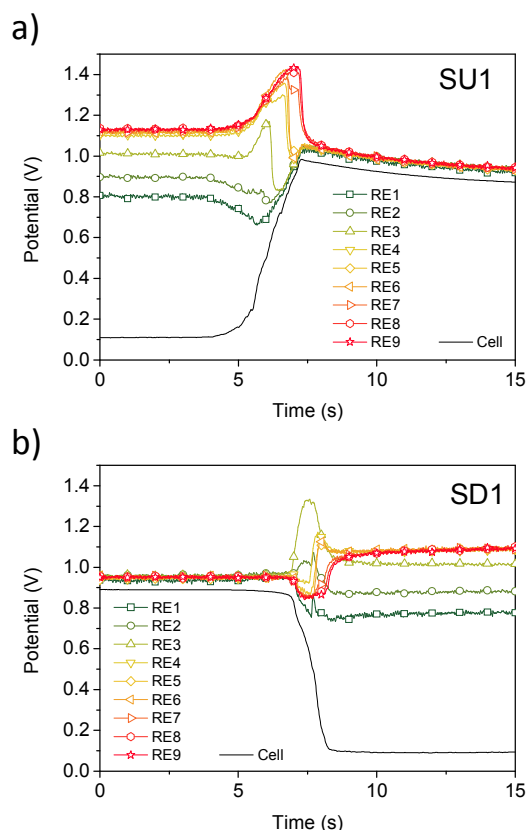 a)
SU1
Potential (V)
1.4
1.2
1.0
0.8
0.6
0.4
0.2
0.0
RE1
RE2
RE3
RE4
RE5
RE6
RE7
RE8
RE9 Cell
0 5 10 15
Time (s)
b)
SD1
Potential (V)
1.4
1.2
1.0
0.8
0.6
0.4
0.2
0.0
RE1
RE2
RE3
RE4
RE5
RE6
RE7
RE8
RE9 Cell
0 5 10 15
Time (s)